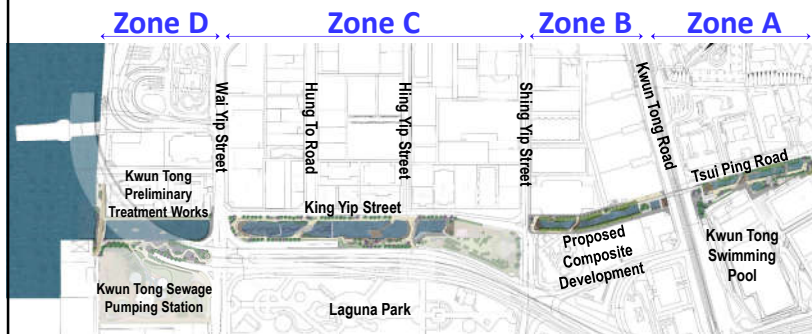 Zone D
Zone C
Zone B
Zone A
Wai Yip Street
Hung To Road
Hing Yip Street
Shing Yip Street
Kwun Tong Road
Tsui Ping Road
Kwun Tong
Preliminary
Treatment Works
King Yip Street
Proposed
Composite
Development
Kwun Tong
Swimming
Pool
Kwun Tong Sewage
Pumping Station
Laguna Park